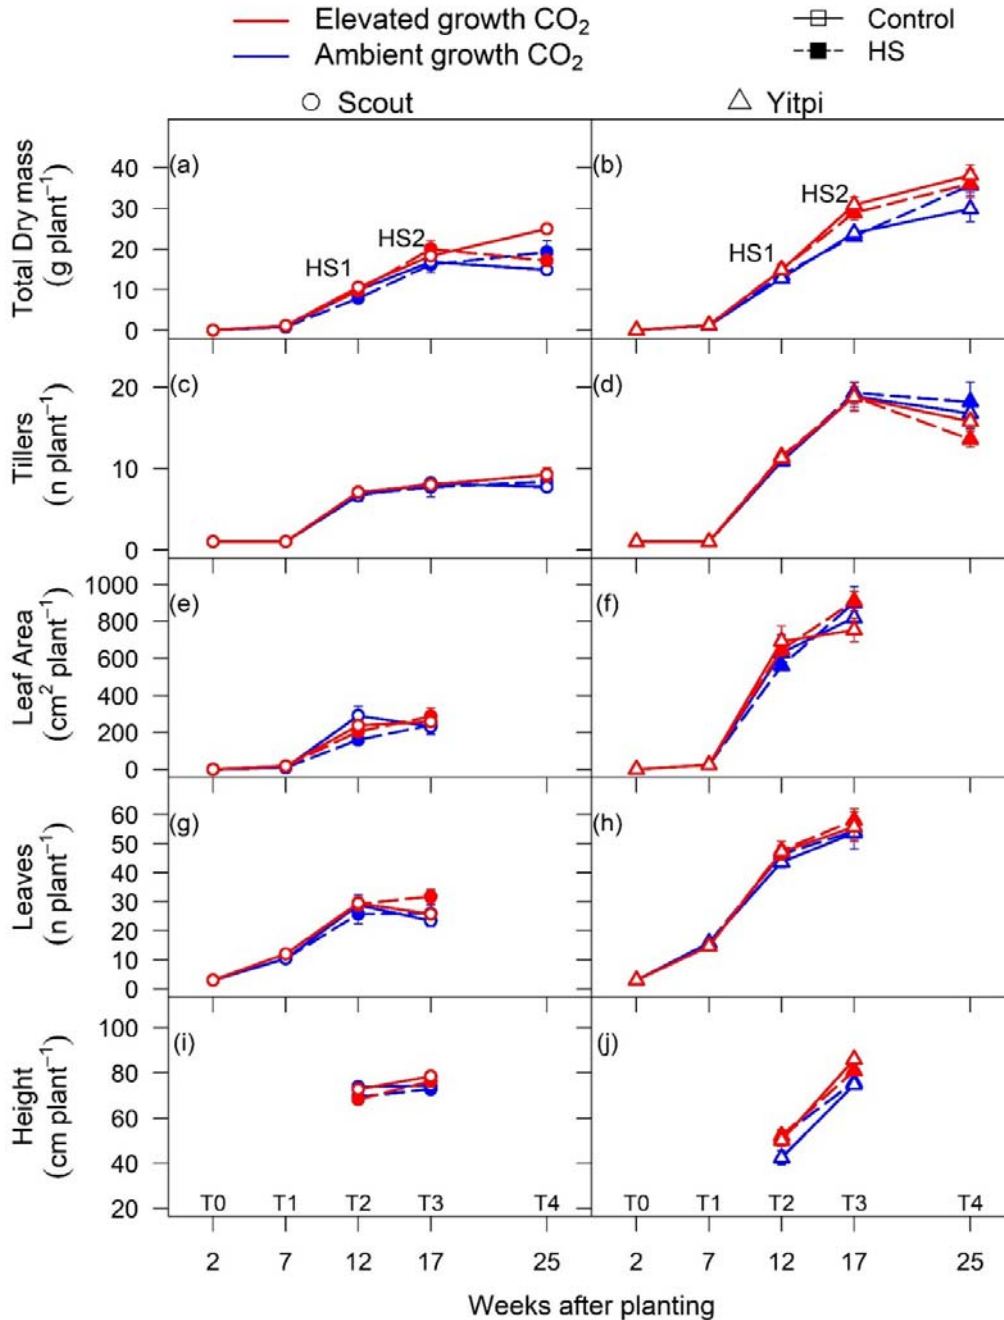 Elevated growth CO₂
Control
Ambient growth CO₂
HS
Scout
Yitpi
Total Dry mass
(g plant⁻¹)
40
30
20
10
0
(a)
HS1
HS2
(b)
HS1
HS2
Tillers
(n plant⁻¹)
20
10
0
(c)
(d)
Leaf Area
(cm² plant⁻¹)
1000
800
600
400
200
0
(e)
(f)
Leaves
(n plant⁻¹)
60
50
40
30
20
10
0
(g)
(h)
Height
(cm plant⁻¹)
100
80
60
40
20
(i)
(j)
T0 T1 T2 T3 T4
T0 T1 T2 T3 T4
2 7 12 17 25
2 7 12 17 25
Weeks after planting